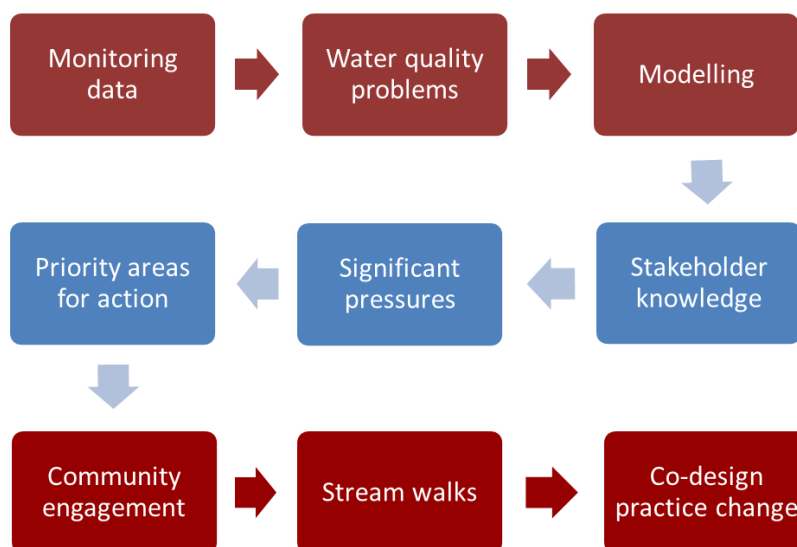 Monitoring
data
Water quality
problems
Modelling
Priority areas
for action
Significant
pressures
Stakeholder
knowledge
Community
engagement
Stream walks
Co-design
practice change